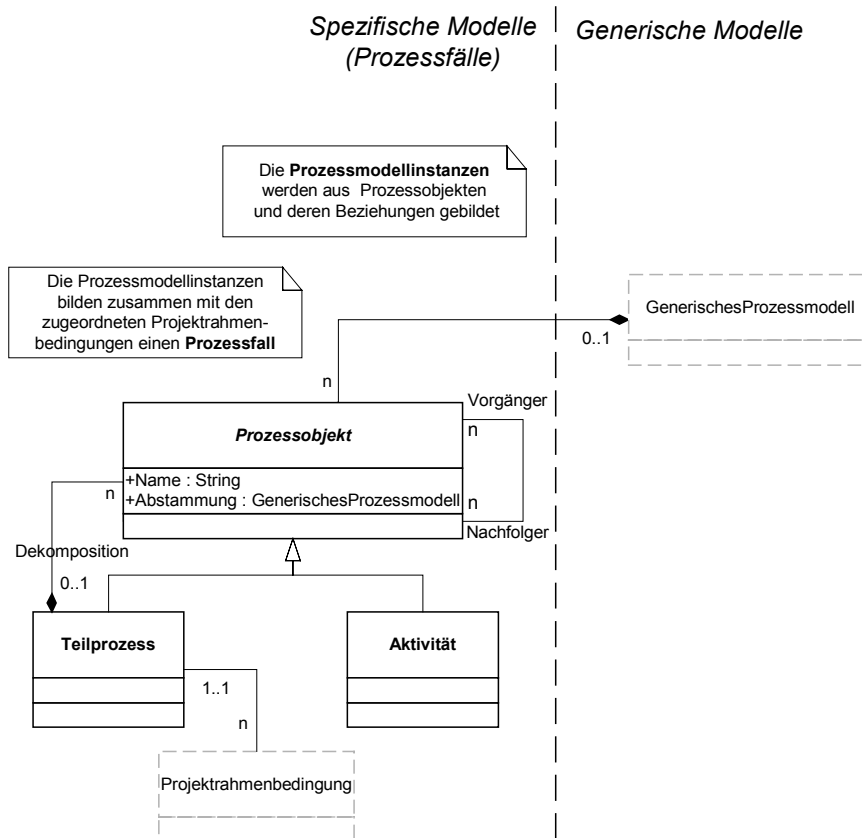 Spezifische Modelle
(Prozessfälle)
Generische Modelle
Die Prozessmodellinstanzen
werden aus Prozessobjekten
und deren Beziehungen gebildet
Die Prozessmodellinstanzen
bilden zusammen mit den
zugeordneten Projektrahmen-
bedingungen einen Prozessfall
GenerischesProzessmodell
0..1
n
Vorgänger
n
Prozessobjekt
+Name : String
+Abstammung : GenerischesProzessmodell
n
n
Nachfolger
Dekomposition
0..1
Teilprozess
Aktivität
1..1
n
Projektrahmenbedingung